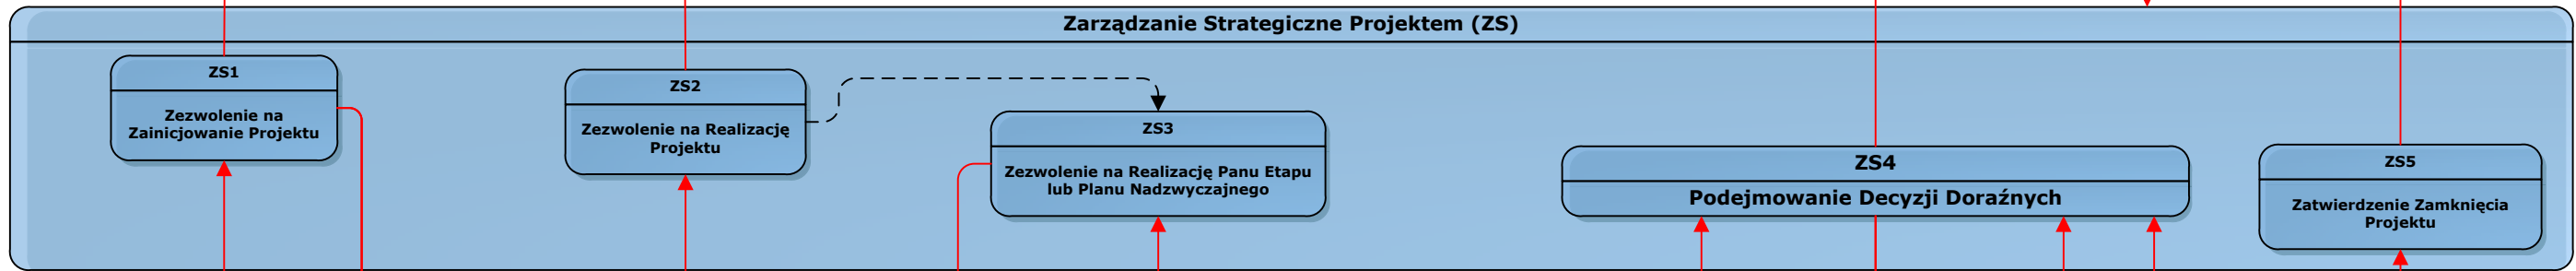 Zarządzanie Strategiczne Projektem (ZS)
ZS1
Zezwolenie na
Zainicjowanie Projektu
ZS2
Zezwolenie na Realizację
Projektu
ZS3
Zezwolenie na Realizację Panu Etapu
lub Planu Nadzwyczajnego
ZS4
Podejmowanie Decyzji Doraźnych
ZS5
Zatwierdzenie Zamknięcia
Projektu